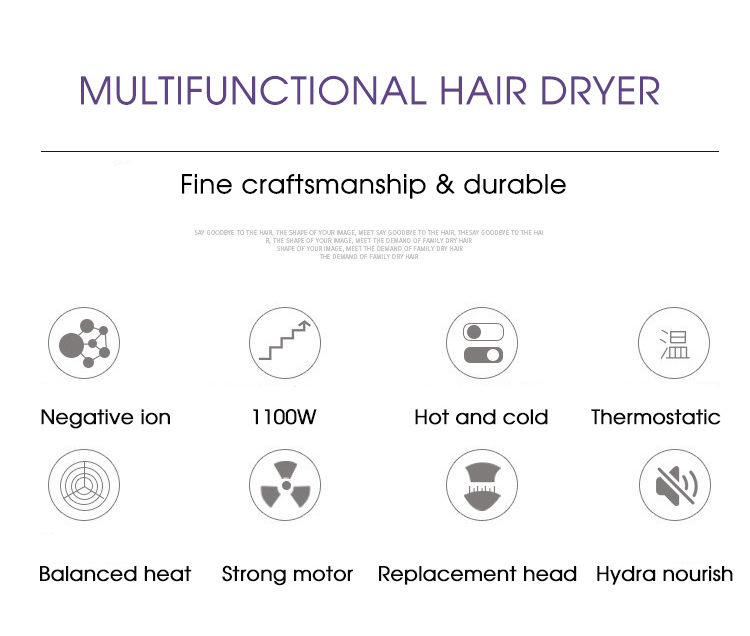 MULTIFUNCTIONAL HAIR DRYER
Fine craftsmanship & durable
SAY GOODBYE TO THE HAIR, THE SHAPE OF YOUR IMAGE, MEET SAY GOODBYE TO THE HAIR, THESAY GOODBYE TO THE HAI
R, THE SHAPE OF YOUR IMAGE, MEET THE DEMAND OF FAMILY DRY HAIR
SHAPE OF YOUR IMAGE, MEET THE DEMAND OF FAMILY DRY HAIR
THE DEMAND OF FAMILY DRY HAIR
温
Negative ion 1100W Hot and cold Thermostatic
Balanced heat Strong motor Replacement head Hydra nourish